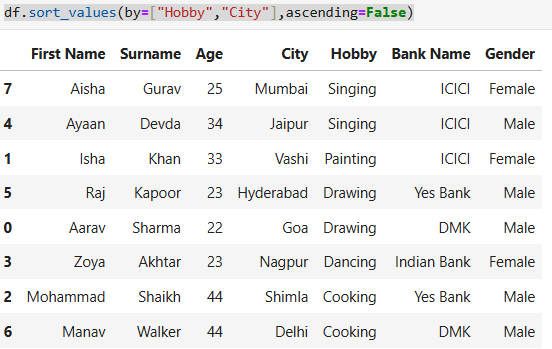 df.sort_values(by=["Hobby","City"],ascending=False)
First Name Surname Age City Hobby Bank Name Gender
7 Aisha Gurav 25 Mumbai Singing ICICI Female
4 Ayaan Devda 34 Jaipur Singing ICICI Male
1 Isha Khan 33 Vashi Painting ICICI Female
5 Raj Kapoor 23 Hyderabad Drawing Yes Bank Male
0 Aarav Sharma 22 Goa Drawing DMK Male
3 Zoya Akhtar 23 Nagpur Dancing Indian Bank Female
2 Mohammad Shaikh 44 Shimla Cooking Yes Bank Male
6 Manav Walker 44 Delhi Cooking DMK Male